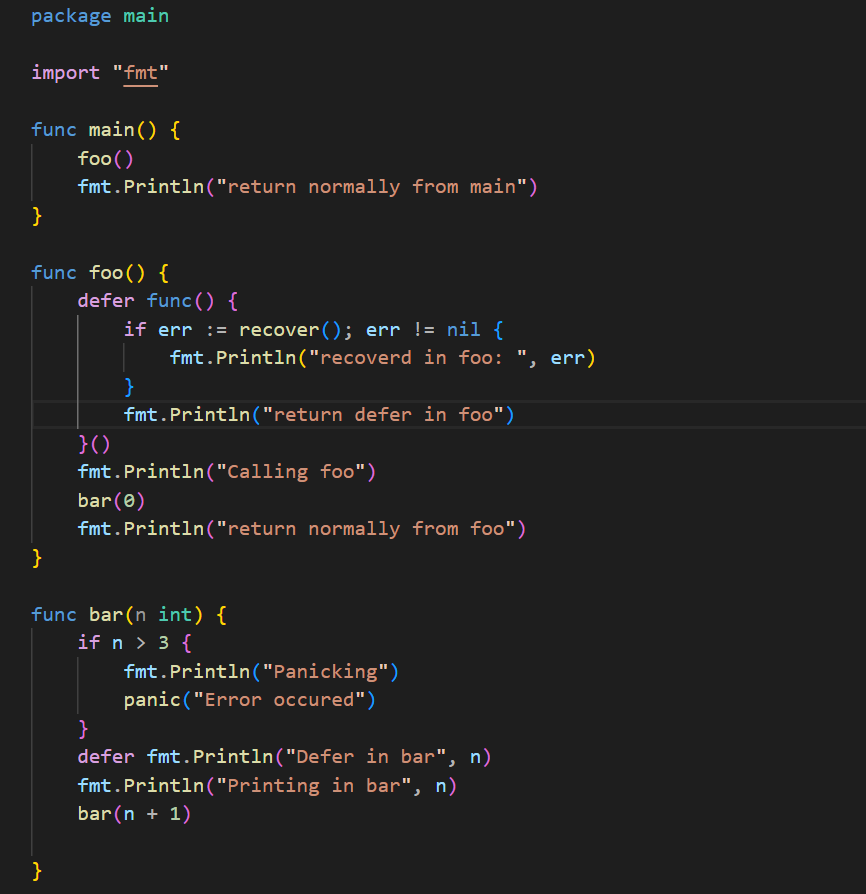 package main
import "fmt"
func main() {
foo()
fmt.Println("return normally from main")
}
func foo() {
defer func() {
if err := recover(); err != nil {
fmt.Println("recoverd in foo: ", err)
}
fmt.Println("return defer in foo")
}()
fmt.Println("Calling foo")
bar(0)
fmt.Println("return normally from foo")
}
func bar(n int) {
if n > 3 {
fmt.Println("Panicking")
panic("Error occured")
}
defer fmt.Println("Defer in bar", n)
fmt.Println("Printing in bar", n)
bar(n + 1)
}